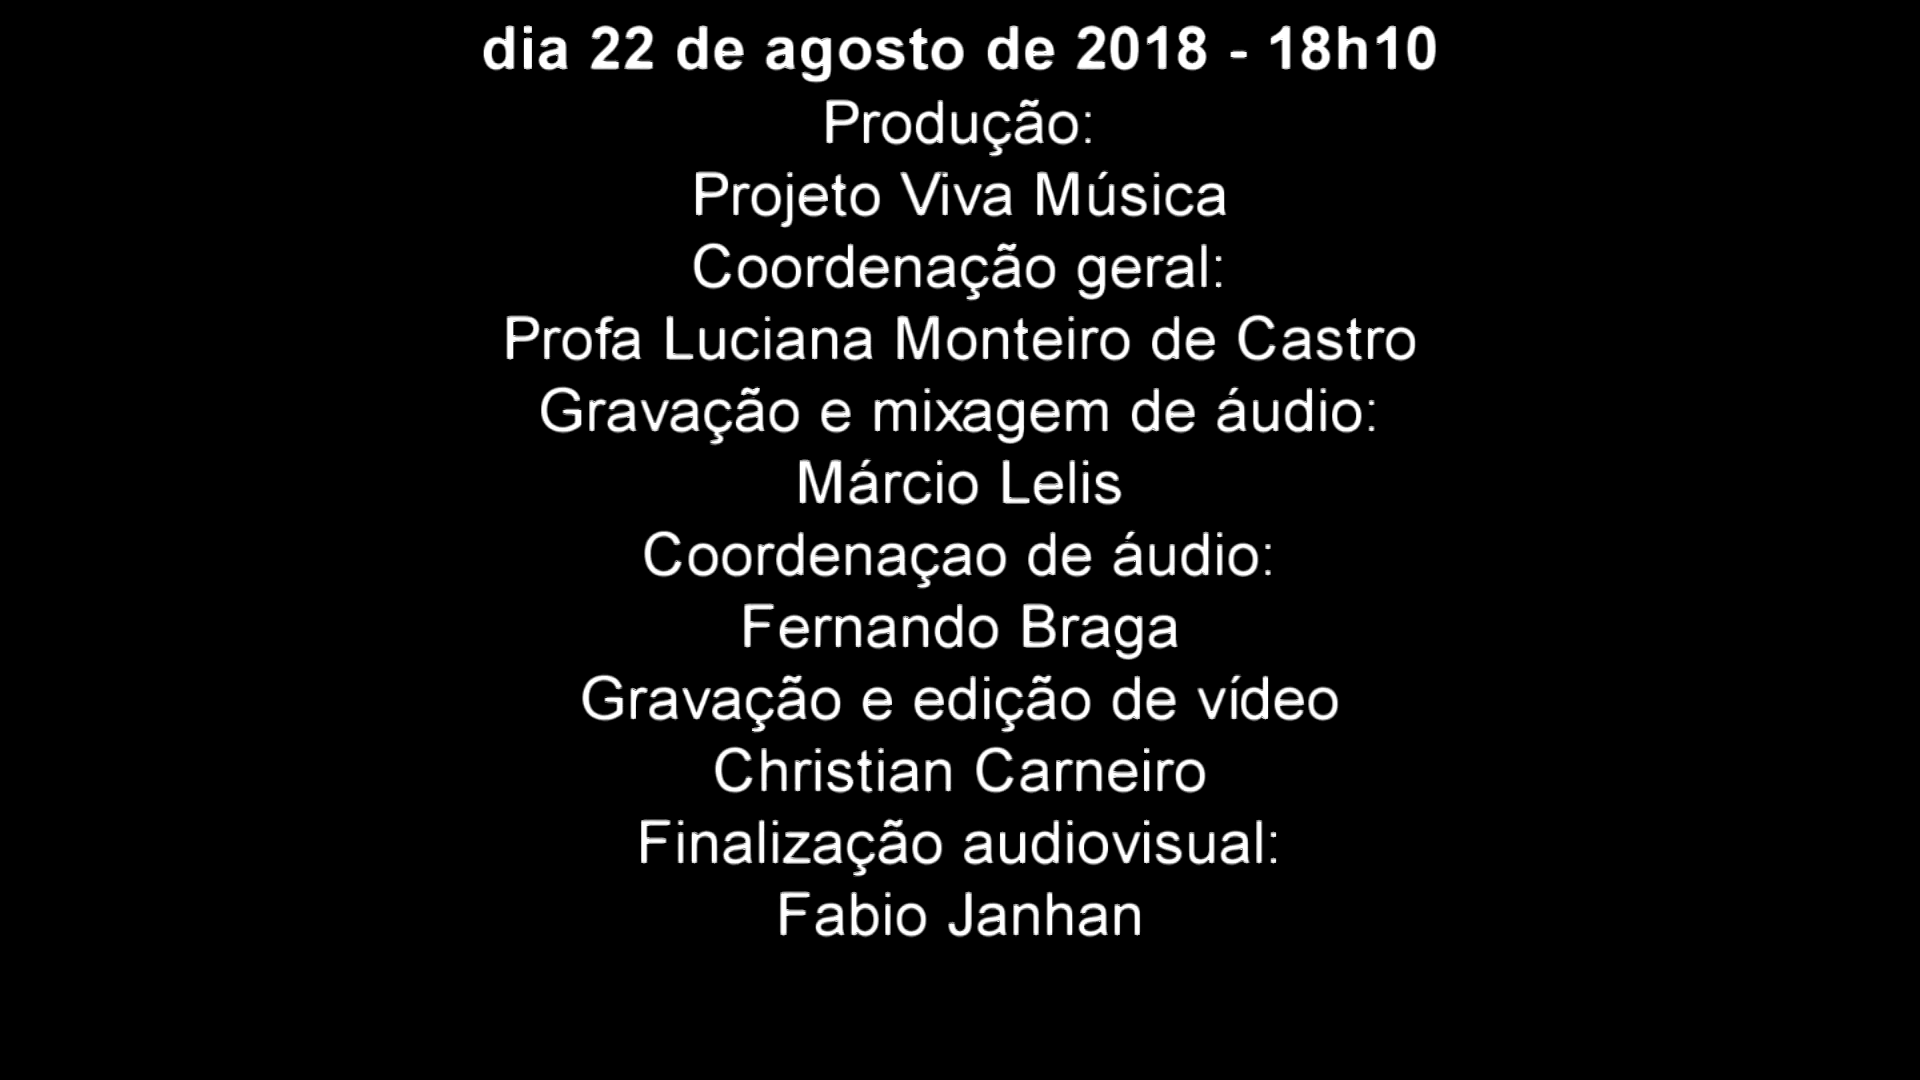 dia 22 de agosto de 2018 - 18h10
Produção:
Projeto Viva Música
Coordenação geral:
Profa Luciana Monteiro de Castro
Gravação e mixagem de áudio:
Márcio Lelis
Coordenaçao de áudio:
Fernando Braga
Gravação e edição de vídeo
Christian Carneiro
Finalização audiovisual:
Fabio Janhan